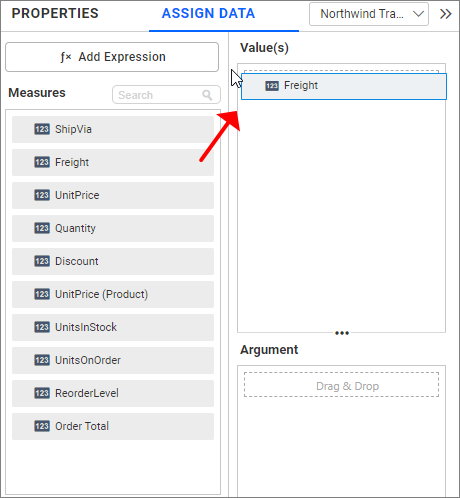 PROPERTIES
ASSIGN DATA
Northwind Tra...
ƒx Add Expression
Measures
Search
123 ShipVia
123 Freight
123 UnitPrice
123 Quantity
123 Discount
123 UnitPrice (Product)
123 UnitsInStock
123 UnitsOnOrder
123 ReorderLevel
123 Order Total
Value(s)
123 Freight
Argument
Drag & Drop